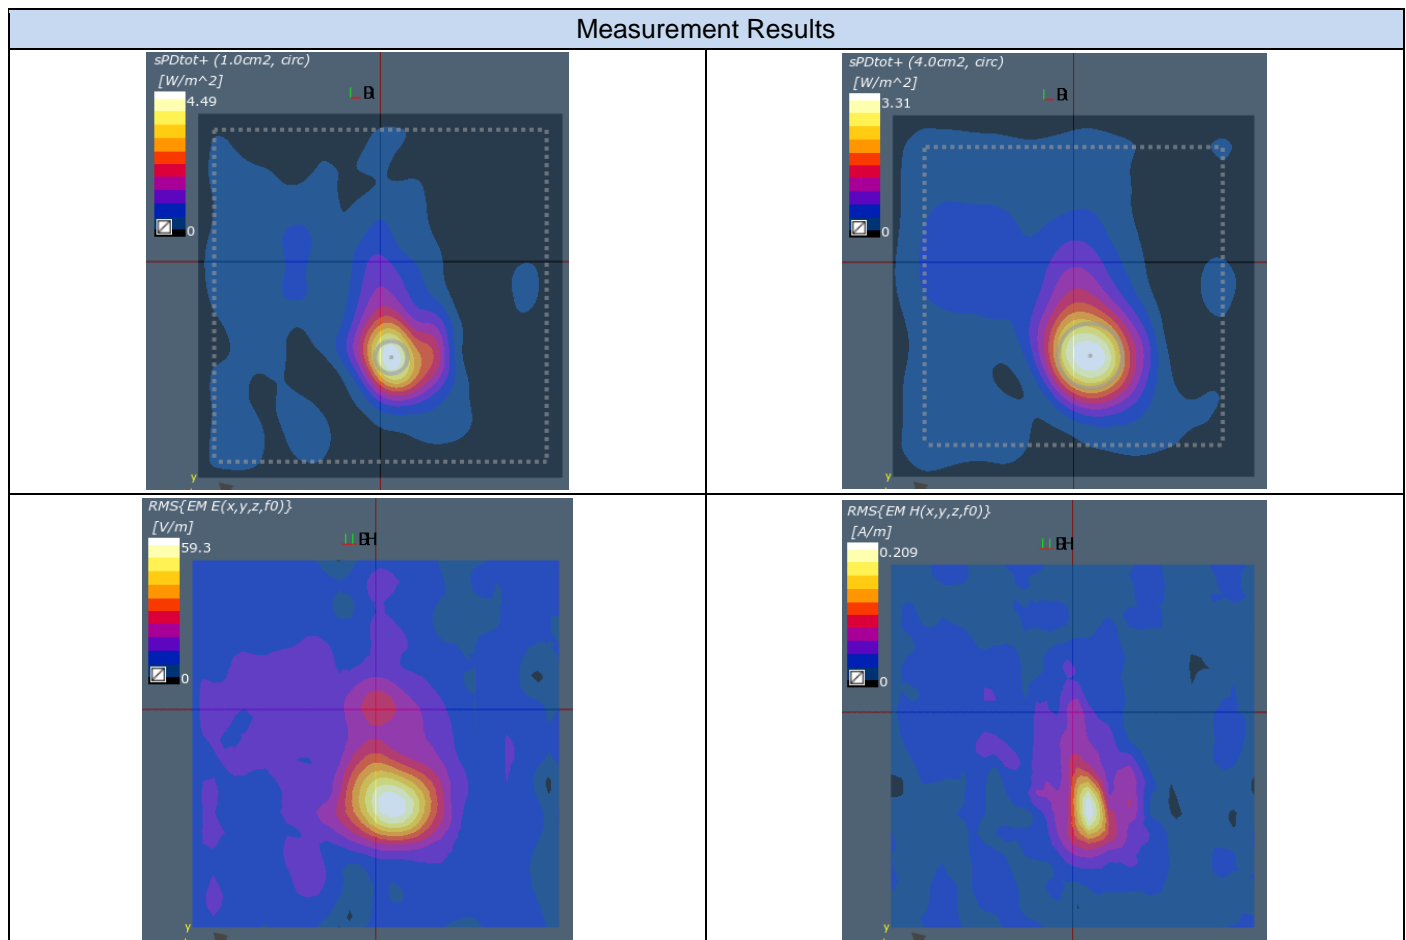 Measurement Results
sPDtot+ (1.0cm2, circ)
[W/m^2]
4.49
0
y
sPDtot+ (4.0cm2, circ)
[W/m^2]
3.31
0
y
RMS{EM E(x,y,z,f0)}
[V/m]
59.3
0
y
RMS{EM H(x,y,z,f0)}
[A/m]
0.209
0
y